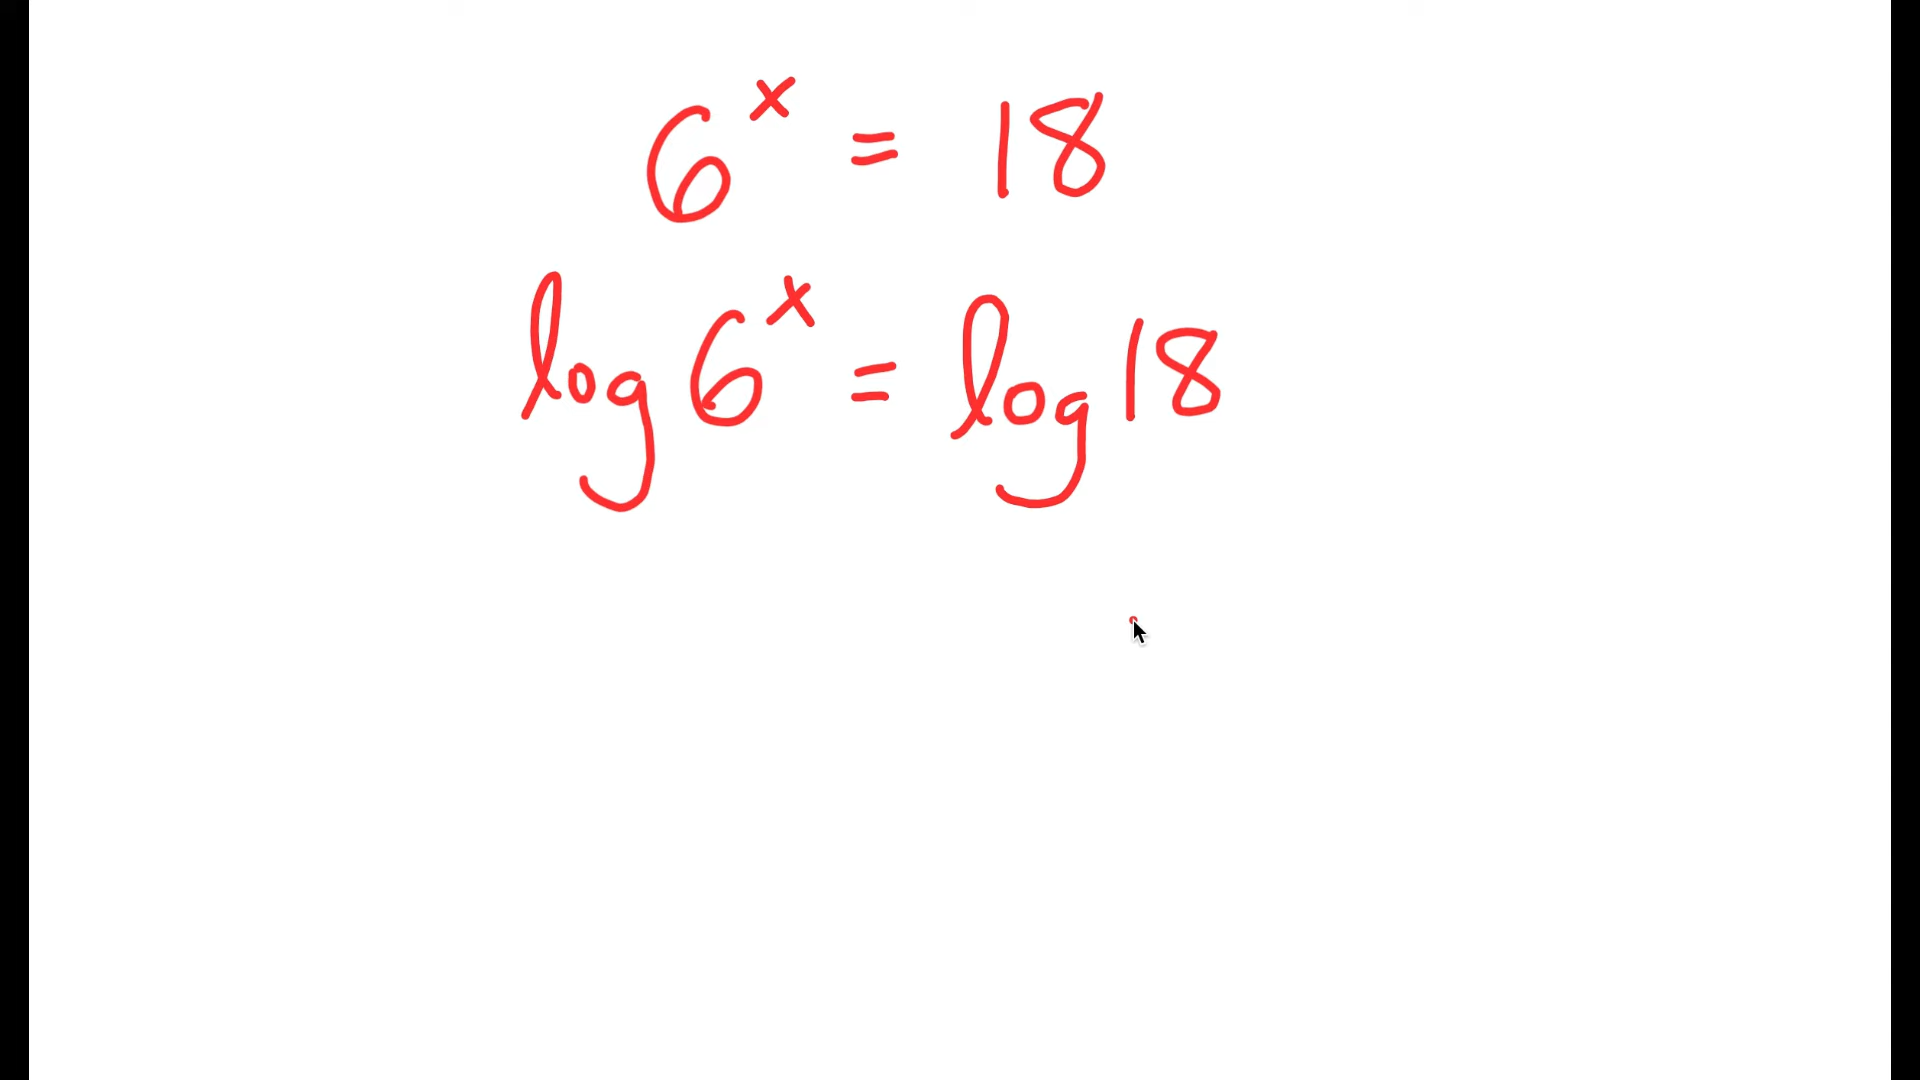 6^x = 18
log 6^x = log 18